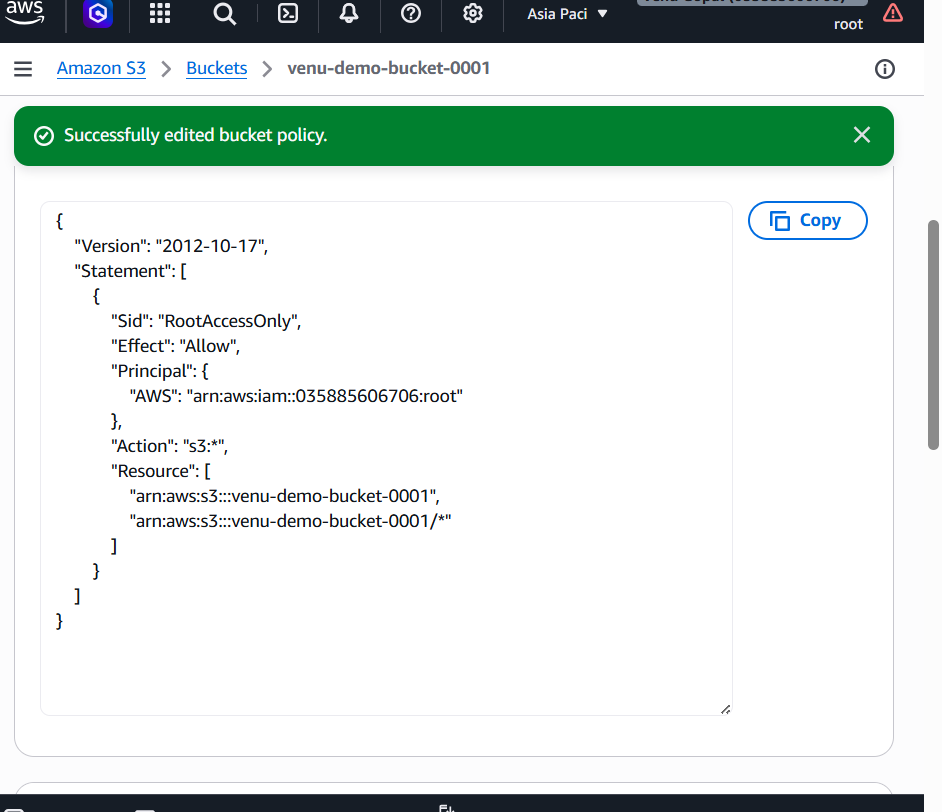 aws
Asia Paci
root
Amazon S3 > Buckets > venu-demo-bucket-0001
Successfully edited bucket policy.
Copy
{
"Version": "2012-10-17",
"Statement": [
{
"Sid": "RootAccessOnly",
"Effect": "Allow",
"Principal": {
"AWS": "arn:aws:iam::035885606706:root"
},
"Action": "s3:*",
"Resource": [
"arn:aws:s3:::venu-demo-bucket-0001",
"arn:aws:s3:::venu-demo-bucket-0001/*"
]
}
]
}